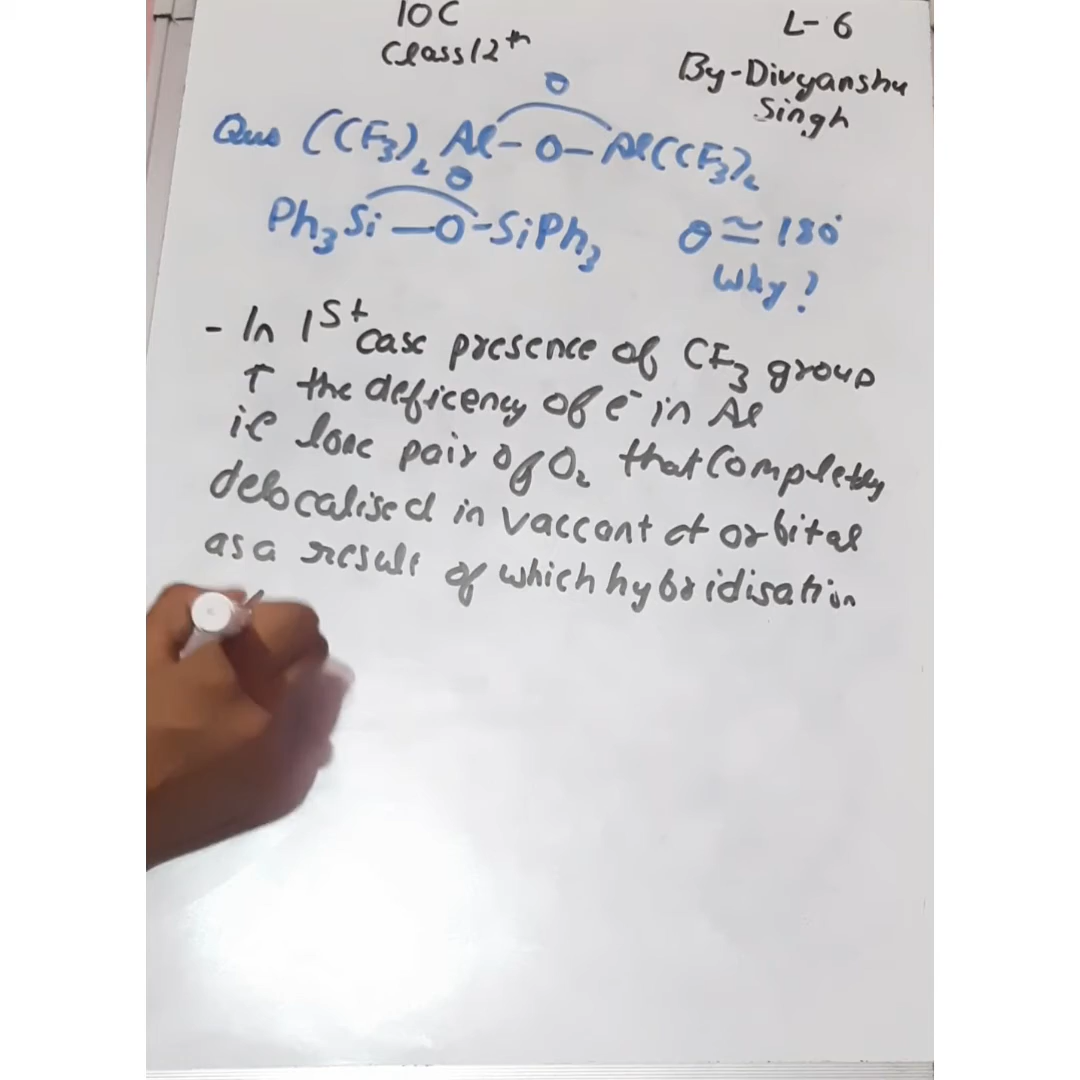 IOC
Class 12th
L-6
By-Divyanshu
Singh
θ
Ques (CF3)2 Al-O-Al(CF3)2
θ
Ph3Si-O-SiPh3 θ≃180°
Why?
- In 1st case presence of CF3 group
↑ the deficency of e- in Al
ie lone pair of O2 that completely
delocalised in vaccant d orbital
as a result of which hybridisation